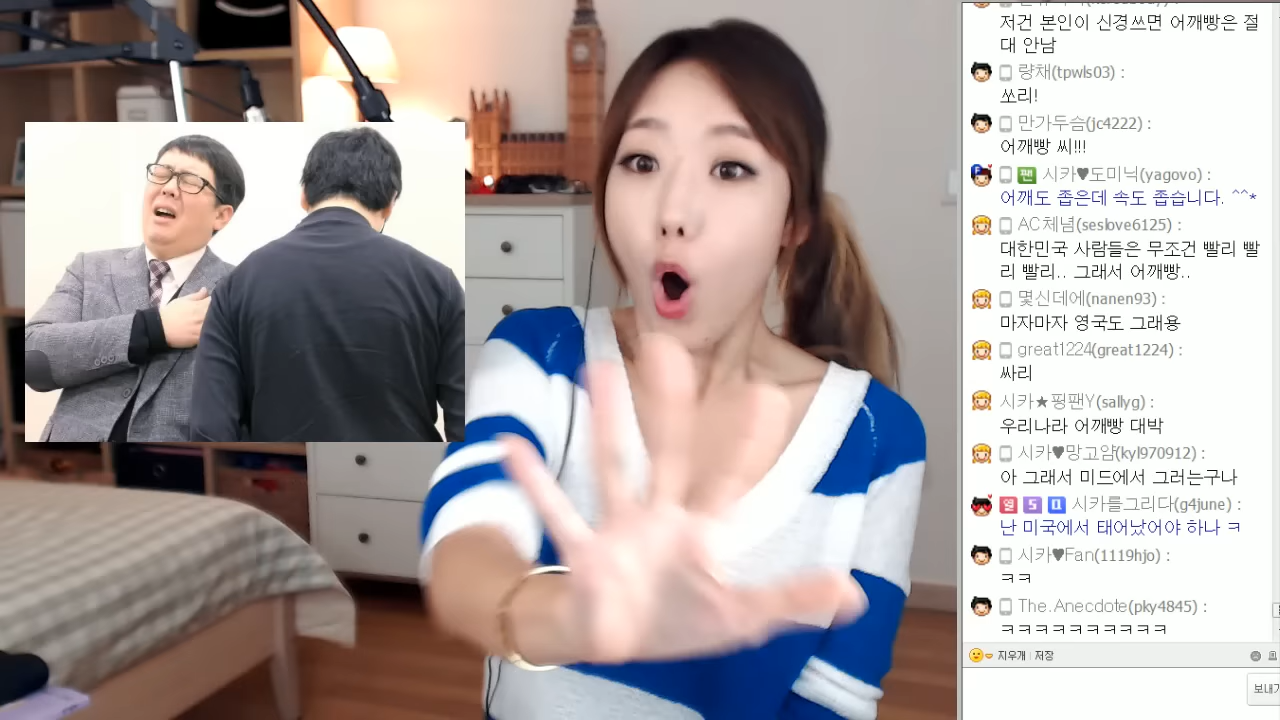 저건 본인이 신경쓰면 어깨빵은 절
대 안남
량채(tpwls03) :
쏘리!
만가두슴(jc4222) :
어깨빵 씨!!!
팬 시카♥도미닉(yagovo) :
어깨도 좁은데 속도 좁습니다. ^^*
AC체념(seslove6125) :
대한민국 사람들은 무조건 빨리 빨
리 빨리.. 그래서 어깨빵..
몇신데에(nanen93) :
마자마자 영국도 그래용
great1224(great1224) :
싸리
시카★핑팬Y(sallyg) :
우리나라 어깨빵 대박
시카♥망고얌(kyl970912) :
아 그래서 미드에서 그러는구나
열 5 시카를그리다(g4june) :
난 미국에서 태어났어야 하나 ㅋ
시카♥Fan(1119hjo) :
ㅋㅋ
The.Anecdote(pky4845) :
ㅋㅋㅋㅋㅋㅋㅋㅋㅋㅋ
지우개 | 저장
보내기